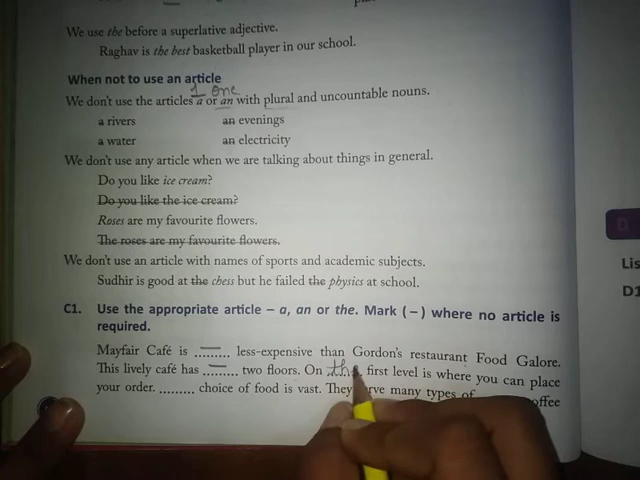 We use the before a superlative adjective.
Raghav is the best basketball player in our school.
When not to use an article
1 one
We don't use the articles a or an with plural and uncountable nouns.
a rivers an evenings
a water an electricity
We don't use any article when we are talking about things in general.
Do you like ice cream?
Do you like the ice cream?
Roses are my favourite flowers.
The roses are my favourite flowers.
We don't use an article with names of sports and academic subjects.
Sudhir is good at the chess but he failed the physics at school.
C1. Use the appropriate article – a, an or the. Mark (–) where no article is
required.
Mayfair Café is ...—... less-expensive than Gordon's restaurant Food Galore.
This lively café has ...—... two floors. On the first level is where you can place
your order. ......... choice of food is vast. They many types of
D
Lis
D1